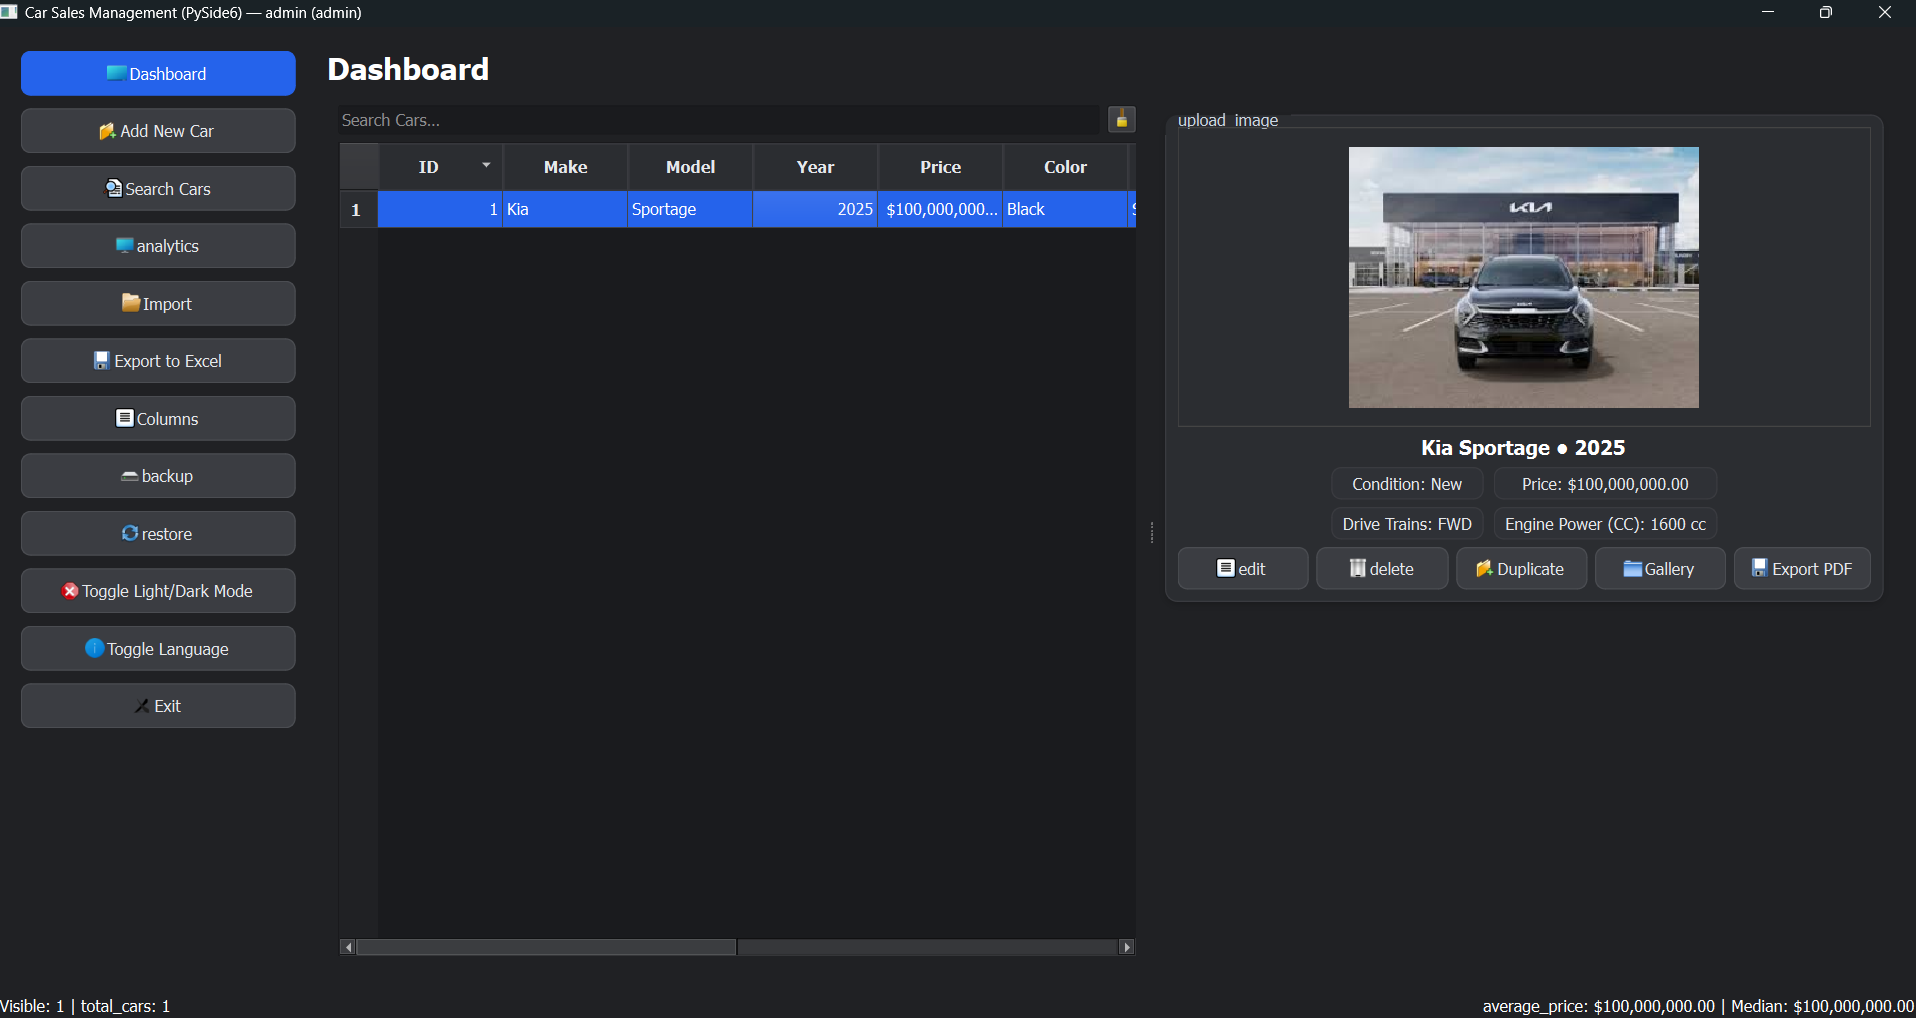 Car Sales Management (PySide6) — admin (admin)
Dashboard
Add New Car
Search Cars
analytics
Import
Export to Excel
Columns
backup
restore
Toggle Light/Dark Mode
Toggle Language
Exit
Dashboard
Search Cars...
ID Make Model Year Price Color
1 1 Kia Sportage 2025 $100,000,000... Black
upload_image
KIA
Kia Sportage ● 2025
Condition: New Price: $100,000,000.00
Drive Trains: FWD Engine Power (CC): 1600 cc
edit delete Duplicate Gallery Export PDF
Visible: 1 | total_cars: 1
average_price: $100,000,000.00 | Median: $100,000,000.00